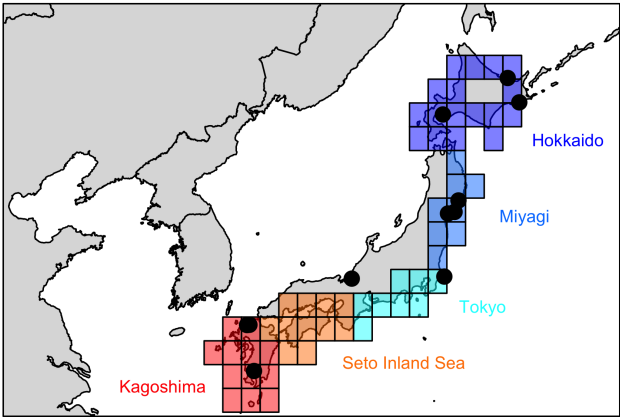 Hokkaido
Miyagi
Tokyo
Seto Inland Sea
Kagoshima